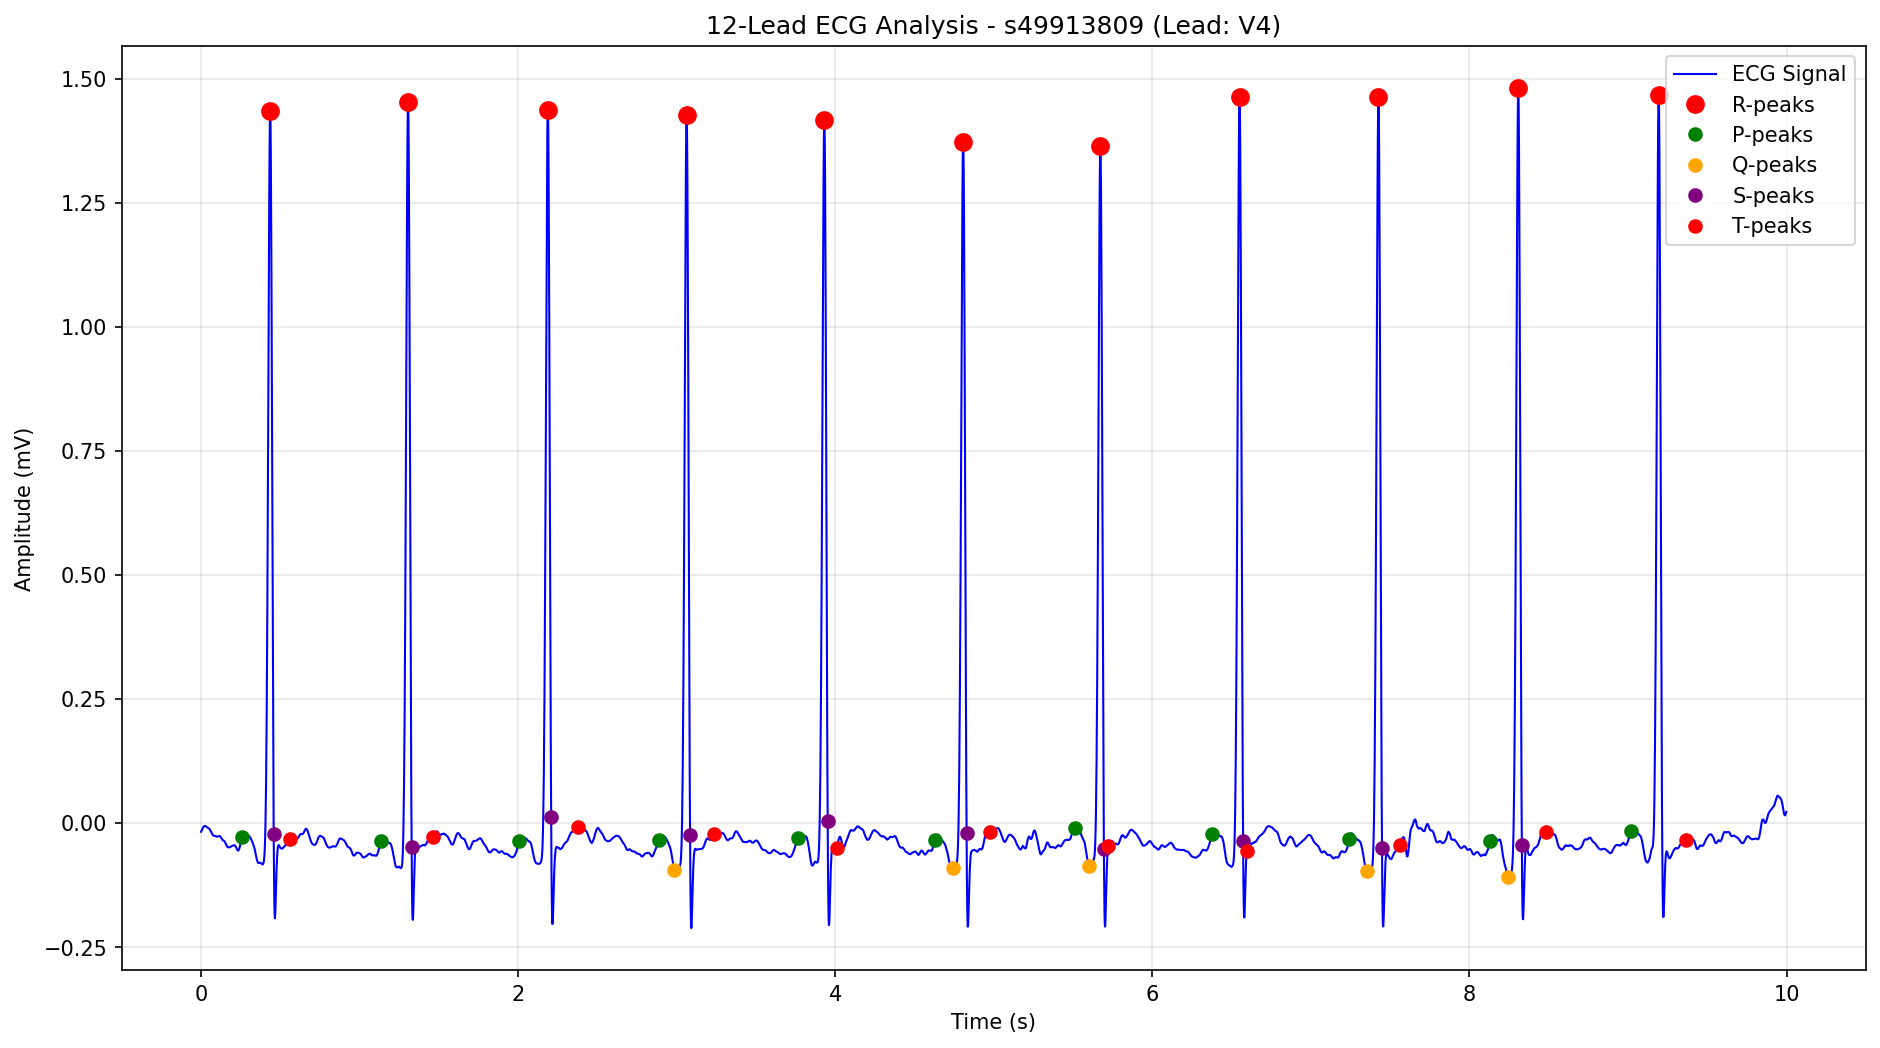 12-Lead ECG Analysis - s49913809 (Lead: V4)
ECG Signal
R-peaks
P-peaks
Q-peaks
S-peaks
T-peaks
Amplitude (mV)
1.50
1.25
1.00
0.75
0.50
0.25
0.00
−0.25
0 2 4 6 8 10
Time (s)